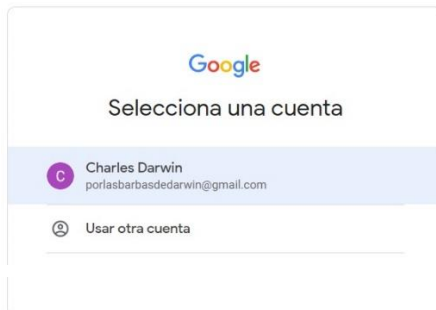 Google
Selecciona una cuenta
C
Charles Darwin
porlasbarbasdedarwin@gmail.com
Usar otra cuenta